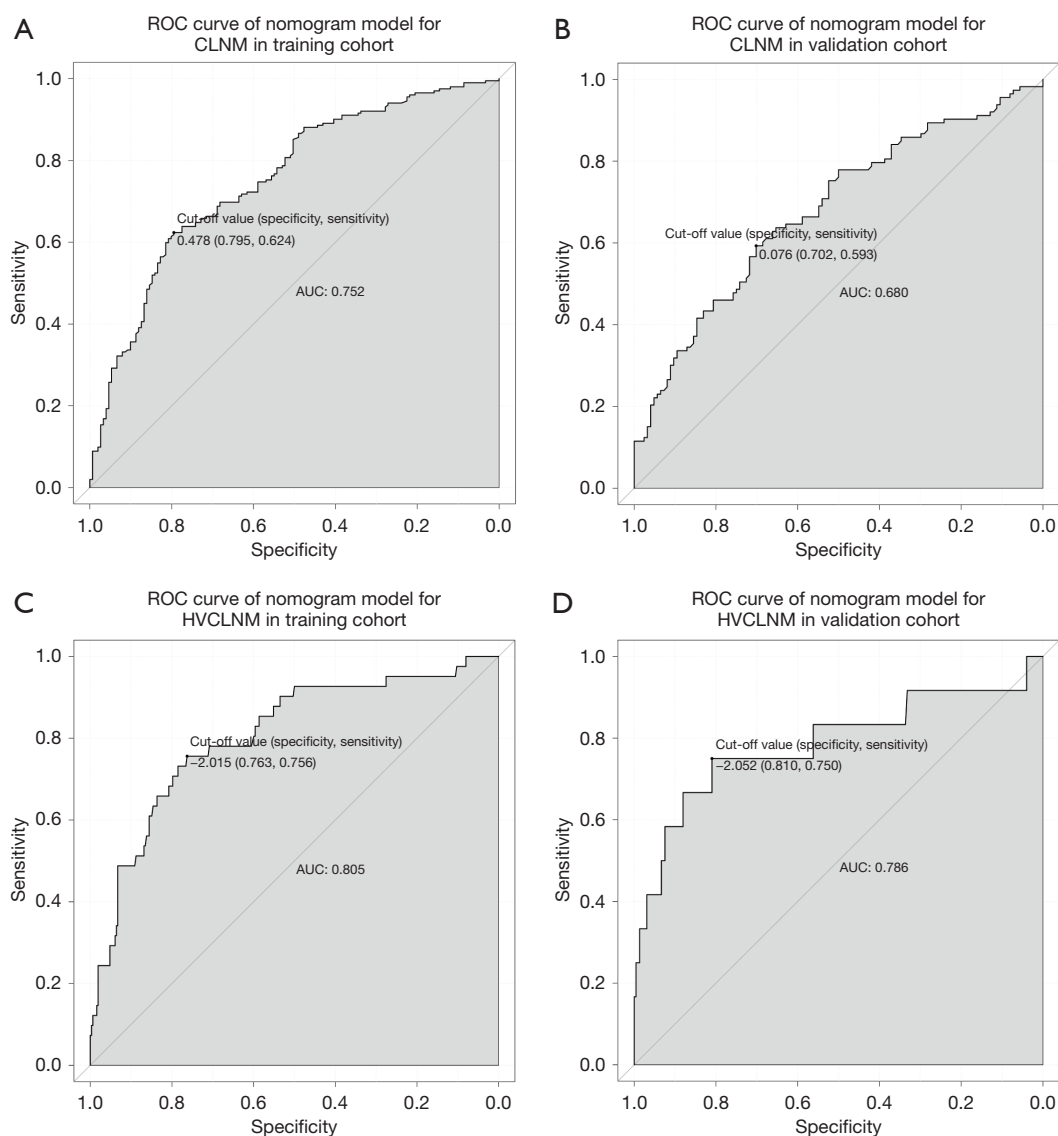 A
ROC curve of nomogram model for
CLNM in training cohort
1.0
0.8
0.6
0.4
0.2
0.0
Sensitivity
Cut-off value (specificity, sensitivity)
0.478 (0.795, 0.624)
AUC: 0.752
1.0 0.8 0.6 0.4 0.2 0.0
Specificity
B
ROC curve of nomogram model for
CLNM in validation cohort
1.0
0.8
0.6
0.4
0.2
0.0
Sensitivity
Cut-off value (specificity, sensitivity)
0.076 (0.702, 0.593)
AUC: 0.680
1.0 0.8 0.6 0.4 0.2 0.0
Specificity
C
ROC curve of nomogram model for
HVCLNM in training cohort
1.0
0.8
0.6
0.4
0.2
0.0
Sensitivity
Cut-off value (specificity, sensitivity)
−2.015 (0.763, 0.756)
AUC: 0.805
1.0 0.8 0.6 0.4 0.2 0.0
Specificity
D
ROC curve of nomogram model for
HVCLNM in validation cohort
1.0
0.8
0.6
0.4
0.2
0.0
Sensitivity
Cut-off value (specificity, sensitivity)
−2.052 (0.810, 0.750)
AUC: 0.786
1.0 0.8 0.6 0.4 0.2 0.0
Specificity